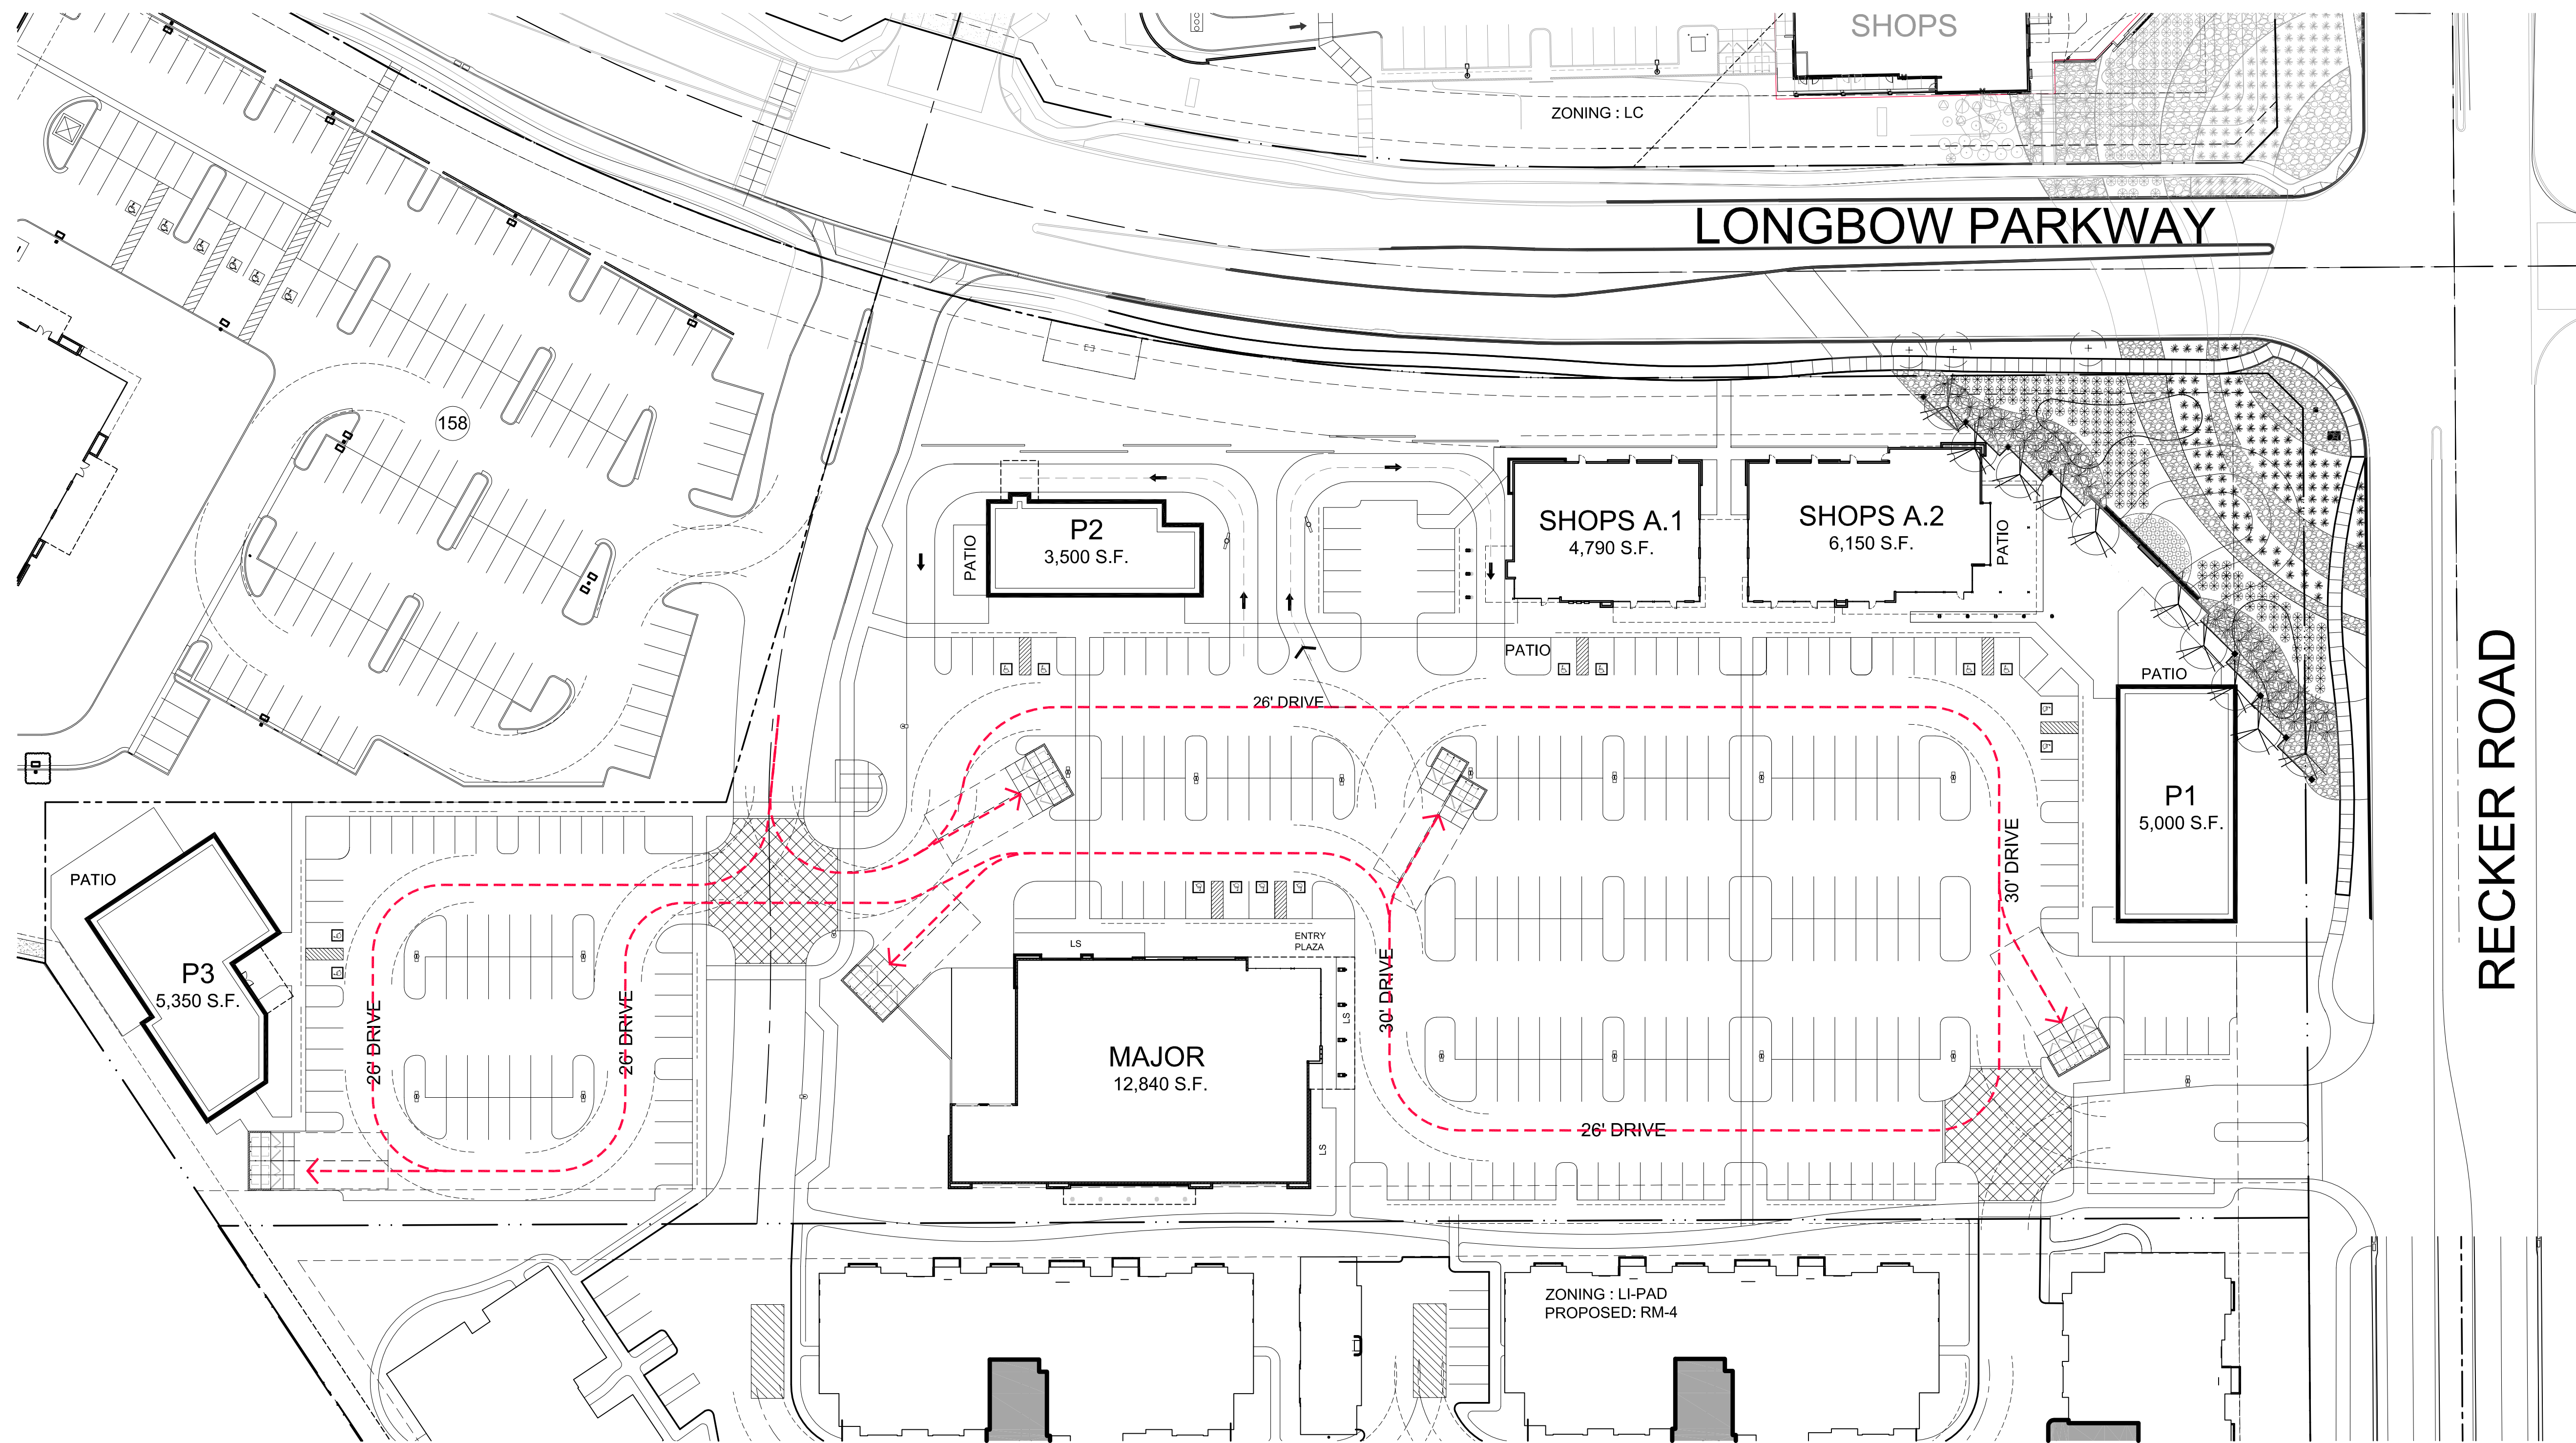 SHOPS
ZONING : LC
LONGBOW PARKWAY
158
P2
3,500 S.F.
PATIO
SHOPS A.1
4,790 S.F.
SHOPS A.2
6,150 S.F.
PATIO
PATIO
PATIO
26' DRIVE
P1
5,000 S.F.
30' DRIVE
RECKER ROAD
PATIO
P3
5,350 S.F.
26' DRIVE
26' DRIVE
LS
ENTRY
PLAZA
LS
30' DRIVE
MAJOR
12,840 S.F.
LS
26' DRIVE
ZONING : LI-PAD
PROPOSED: RM-4